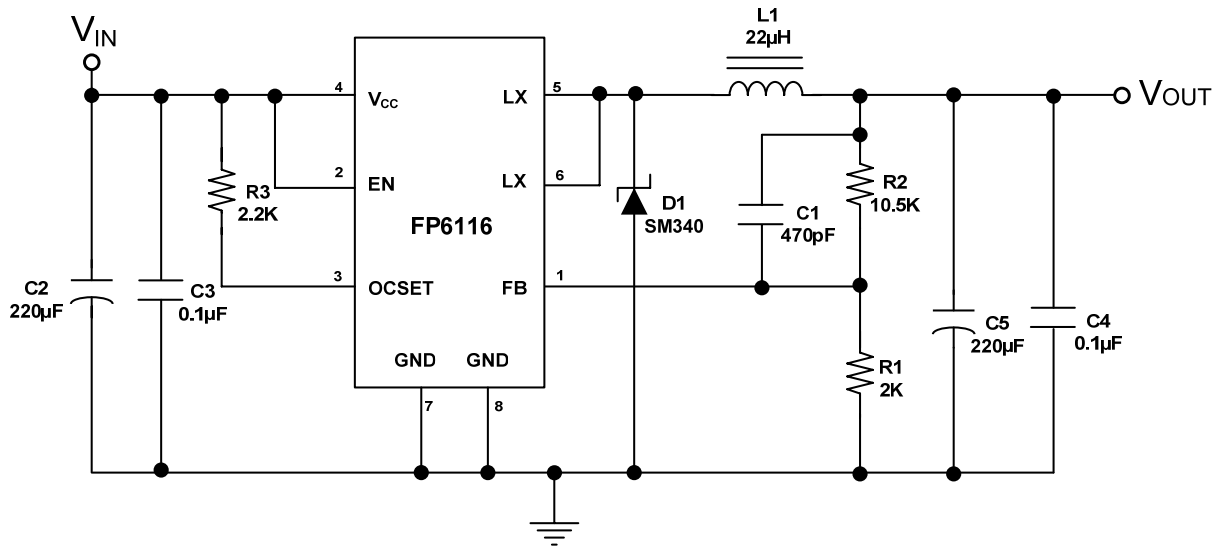 L1
22µH
VIN
VOUT
4
VCC
LX
5
2
EN
LX
6
R3
2.2K
FP6116
D1
SM340
C1
470pF
R2
10.5K
3
OCSET
FB
1
C2
220µF
C3
0.1µF
C5
220µF
C4
0.1µF
GND
GND
R1
2K
7
8